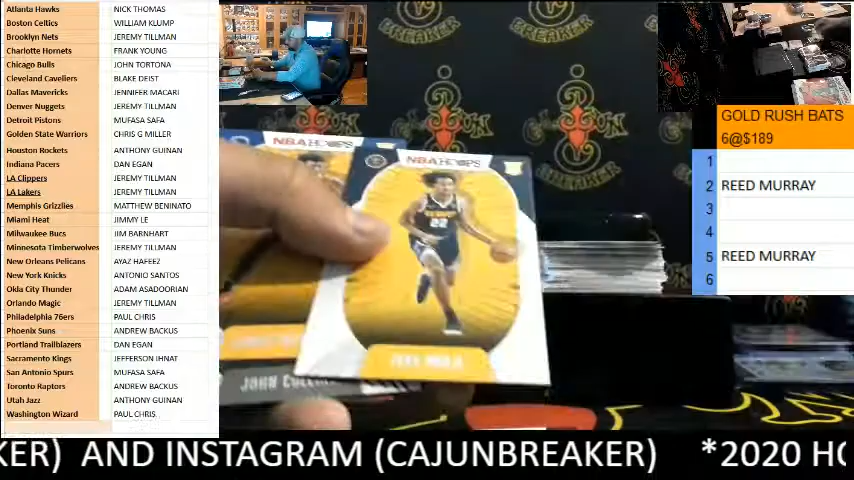 Atlanta Hawks NICK THOMAS
Boston Celtics WILLIAM KLUMP
Brooklyn Nets JEREMY TILLMAN
Charlotte Hornets FRANK YOUNG
Chicago Bulls JOHN TORTONA
Cleveland Caveliers BLAKE DEIST
Dallas Mavericks JENNIFER MACARI
Denver Nuggets JEREMY TILLMAN
Detroit Pistons MUFASA SAFA
Golden State Warriors CHRIS G MILLER
Houston Rockets ANTHONY GUINAN
Indiana Pacers DAN EGAN
LA Clippers JEREMY TILLMAN
LA Lakers JEREMY TILLMAN
Memphis Grizzlies MATTHEW BENINATO
Miami Heat JIMMY LE
Milwaukee Bucs JIM BARNHART
Minnesota Timberwolves JEREMY TILLMAN
New Orleans Pelicans AYAZ HAFEEZ
New York Knicks ANTONIO SANTOS
Okla City Thunder ADAM ASADOORIAN
Orlando Magic JEREMY TILLMAN
Philadelphia 76ers PAUL CHRIS
Phoenix Suns ANDREW BACKUS
Portland Trailblazers DAN EGAN
Sacramento Kings JEFFERSON IHNAT
San Antonio Spurs MUFASA SAFA
Toronto Raptors ANDREW BACKUS
Utah Jazz ANTHONY GUINAN
Washington Wizard PAUL CHRIS
CAJUN
BREAKER
NBA HOOPS
NBA HOOPS
22
JOHN
GOLD RUSH BATS
6@$189
1
2 REED MURRAY
3
4
5 REED MURRAY
6
KER) AND INSTAGRAM (CAJUNBREAKER) *2020 HO